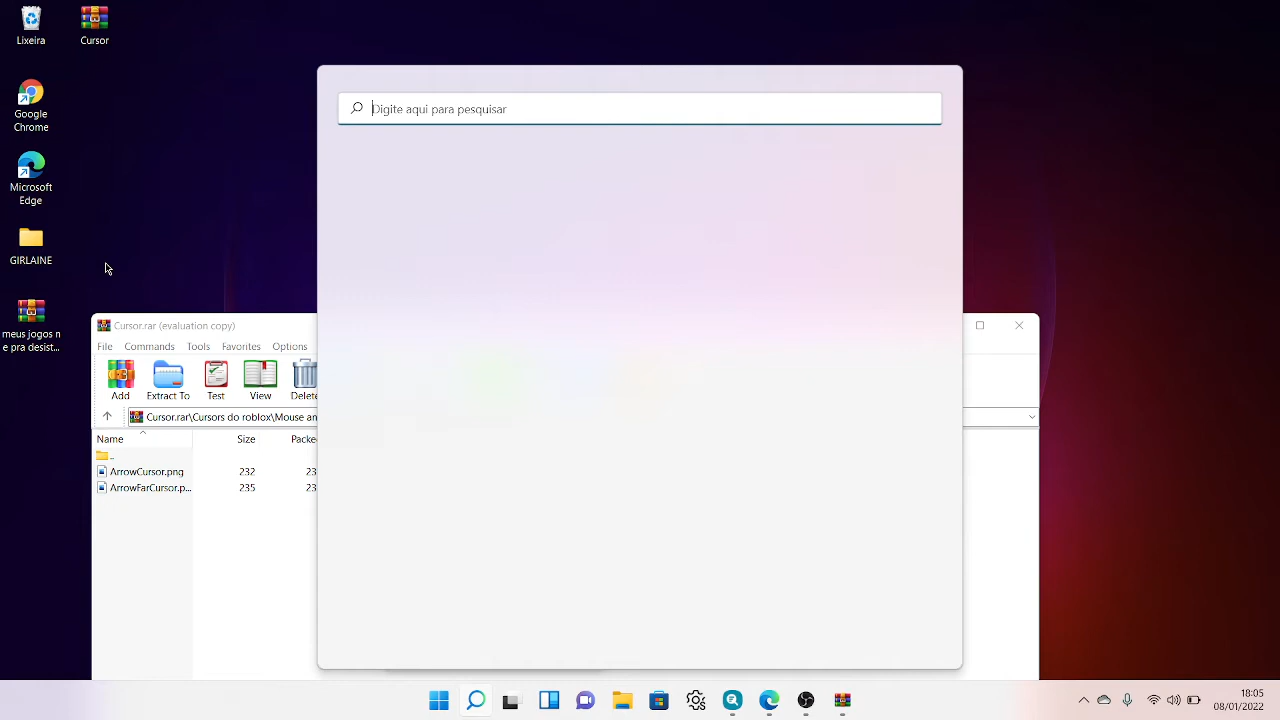 Lixeira
Cursor
Google
Chrome
Microsoft
Edge
GIRLAINE
meus jogos n
e pra desist...
Digite aqui para pesquisar
Cursor.rar (evaluation copy)
File Commands Tools Favorites Options
Add Extract To Test View Delete
Cursor.rar\Cursors do roblox\Mouse an
Name Size Packe
..
ArrowCursor.png 232 23
ArrowFarCursor.p... 235 23
18:05
08/01/2022